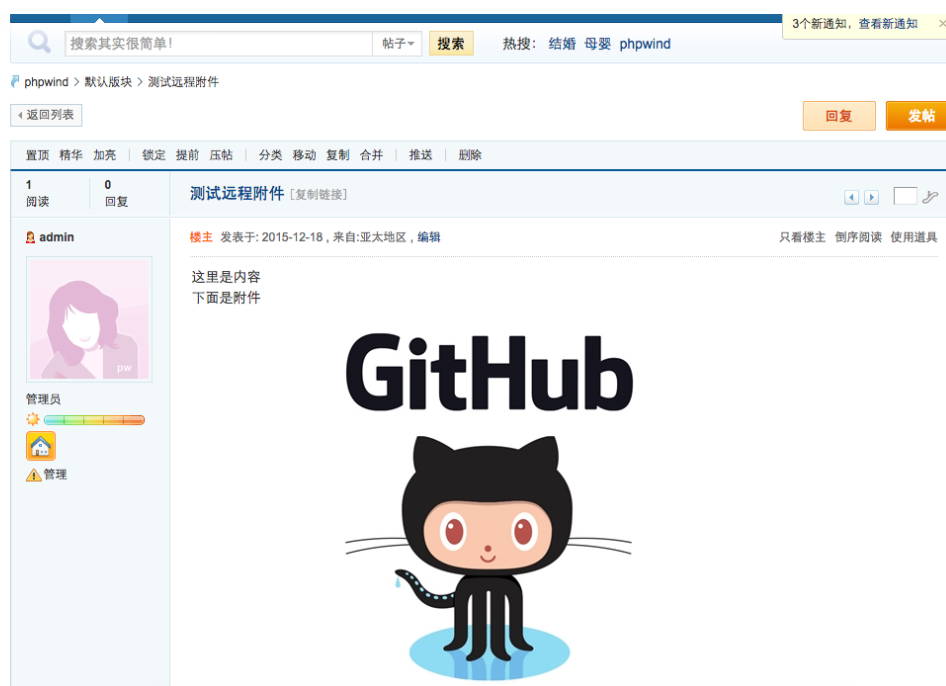 3个新通知，查看新通知 ×
搜索其实很简单！ 帖子 搜索 热搜： 结婚 母婴 phpwind
phpwind > 默认版块 > 测试远程附件
返回列表 回复 发帖
置顶 精华 加亮 锁定 提前 压帖 分类 移动 复制 合并 推送 删除
1 0
阅读 回复
测试远程附件 [复制链接]
admin
楼主 发表于: 2015-12-18 , 来自:亚太地区 , 编辑 只看楼主 倒序阅读 使用道具
这里是内容
下面是附件
GitHub
pw
管理员
管理